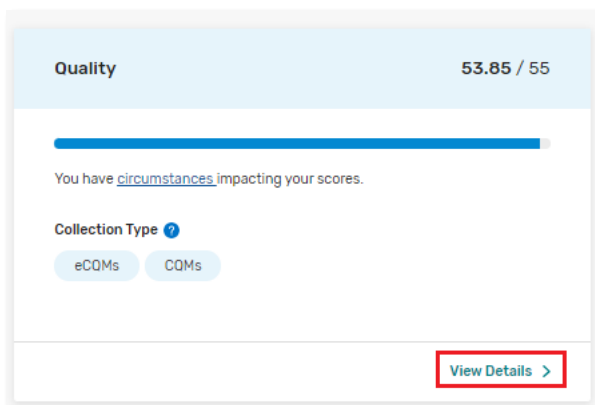 Quality 53.85 / 55
You have circumstances impacting your scores.
Collection Type ?
eCQMs CQMs
View Details >